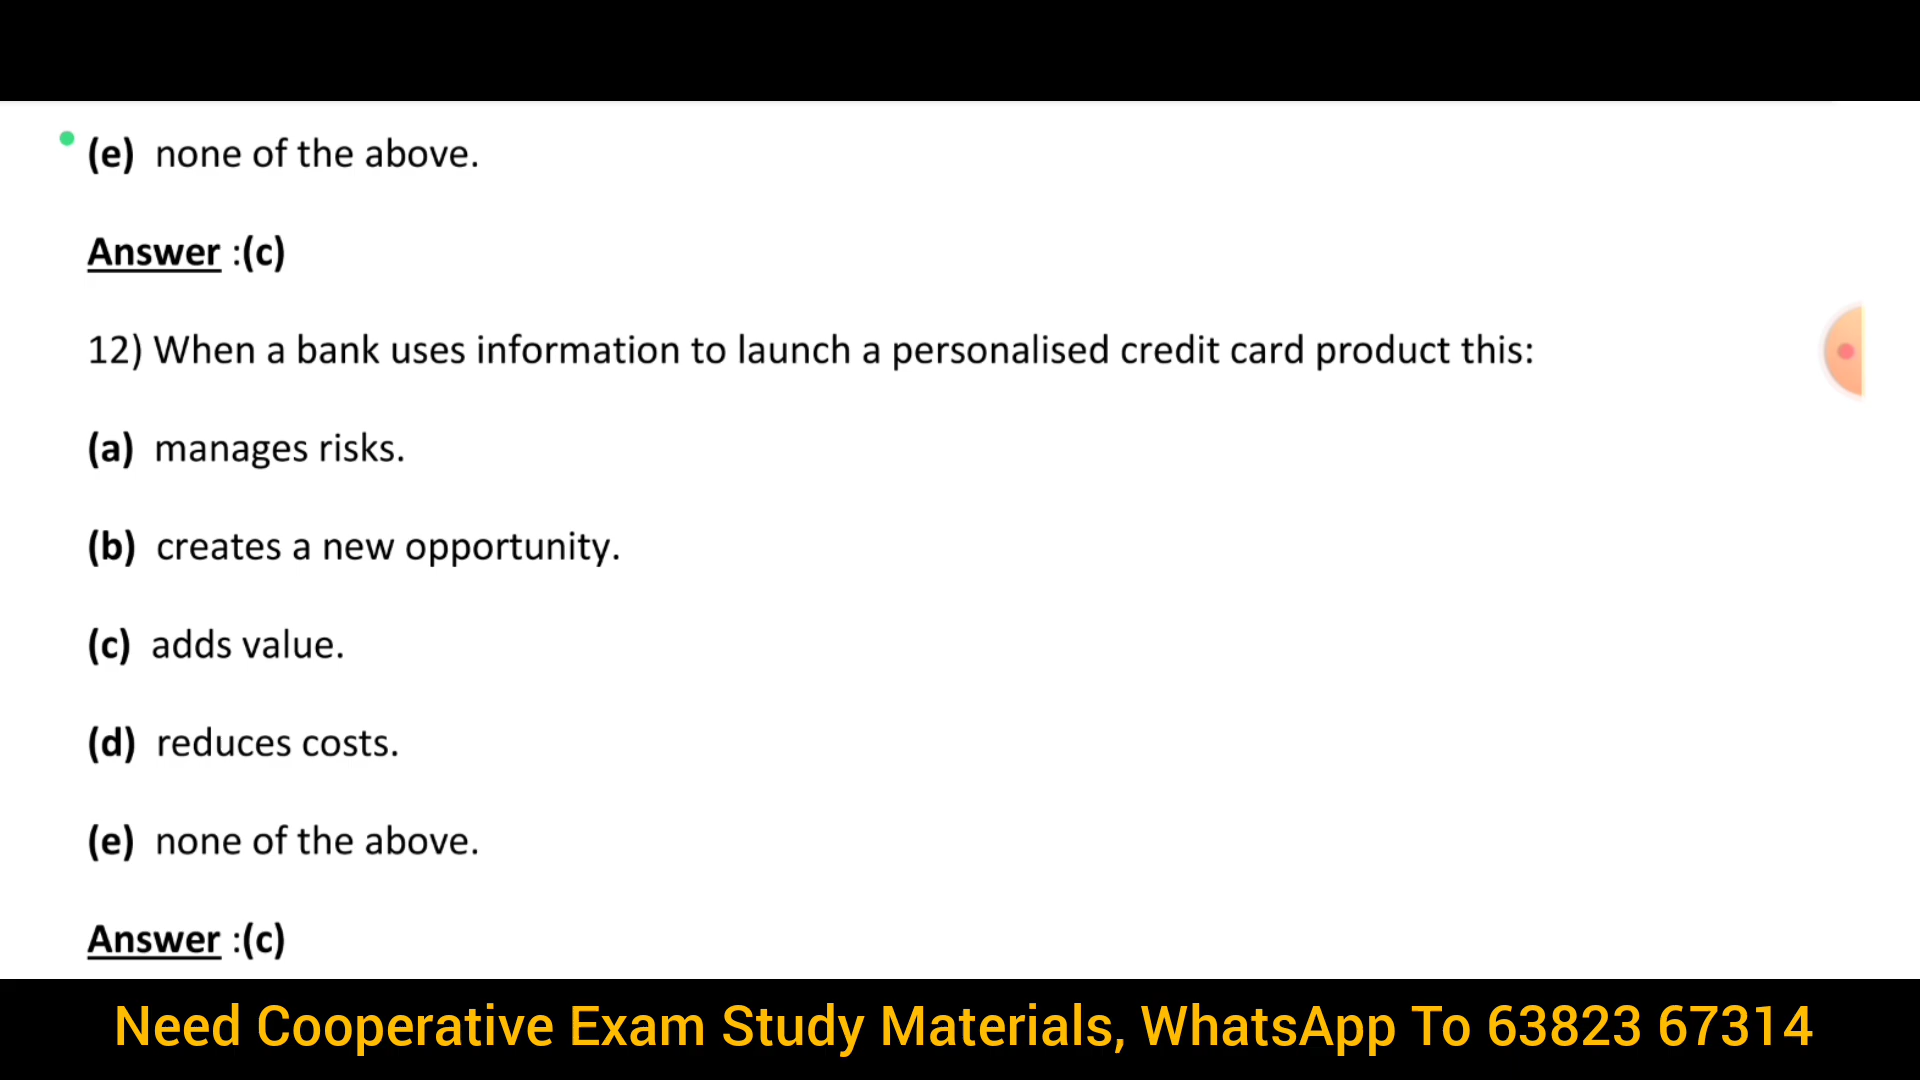 (e) none of the above.
Answer :(c)
12) When a bank uses information to launch a personalised credit card product this:
(a) manages risks.
(b) creates a new opportunity.
(c) adds value.
(d) reduces costs.
(e) none of the above.
Answer :(c)
Need Cooperative Exam Study Materials, WhatsApp To 63823 67314